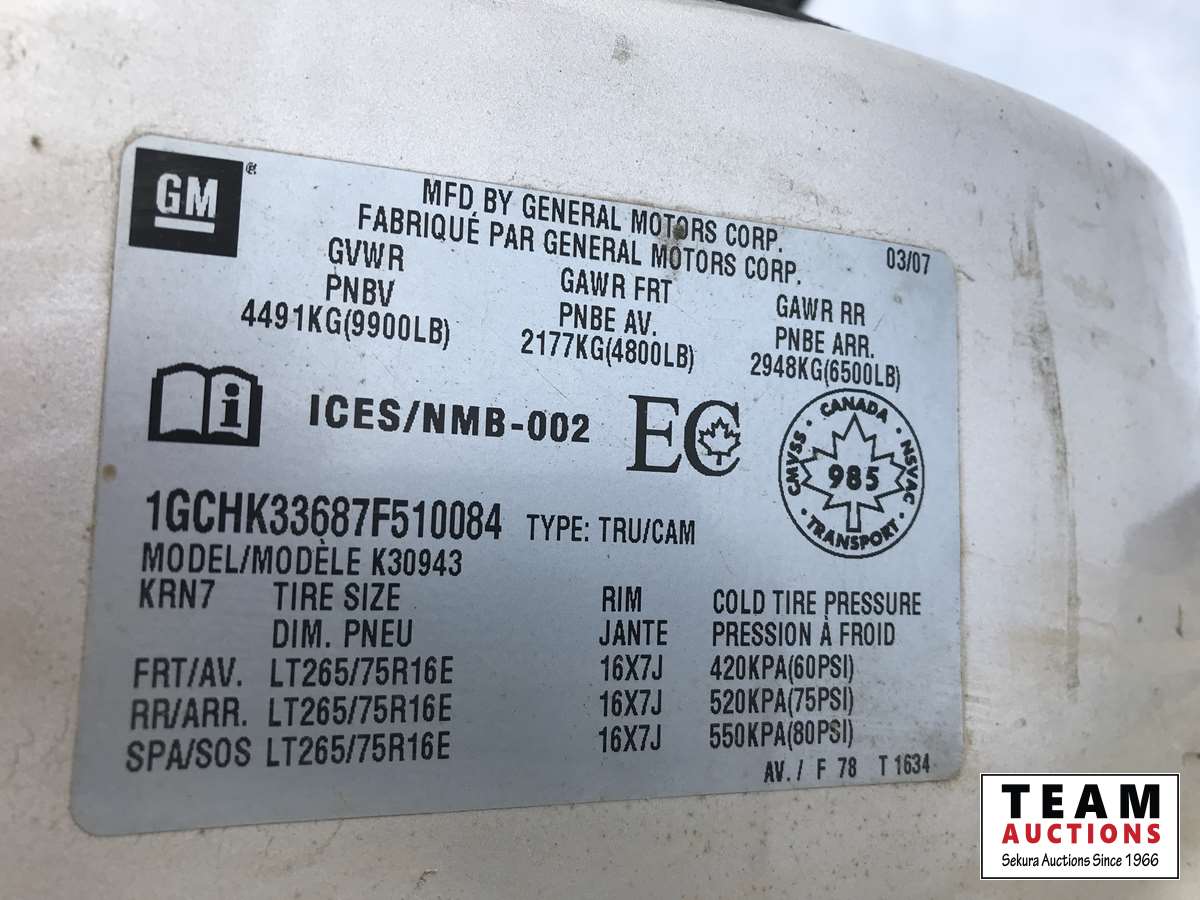 GM ®
MFD BY GENERAL MOTORS CORP.
FABRIQUÉ PAR GENERAL MOTORS CORP.
03/07
GVWR GAWR FRT GAWR RR
PNBV PNBE AV. PNBE ARR.
4491KG(9900LB) 2177KG(4800LB) 2948KG(6500LB)
i ICES/NMB-002 EC
CANADA
CMVSS 985 NSVAC
TRANSPORT
1GCHK33687F510084 TYPE: TRU/CAM
MODEL/MODÈLE K30943
KRN7 TIRE SIZE RIM COLD TIRE PRESSURE
DIM. PNEU JANTE PRESSION À FROID
FRT/AV. LT265/75R16E 16X7J 420KPA(60PSI)
RR/ARR. LT265/75R16E 16X7J 520KPA(75PSI)
SPA/SOS LT265/75R16E 16X7J 550KPA(80PSI)
AV./ F 78 T 1634
TEAM
AUCTIONS
Sekura Auctions Since 1966